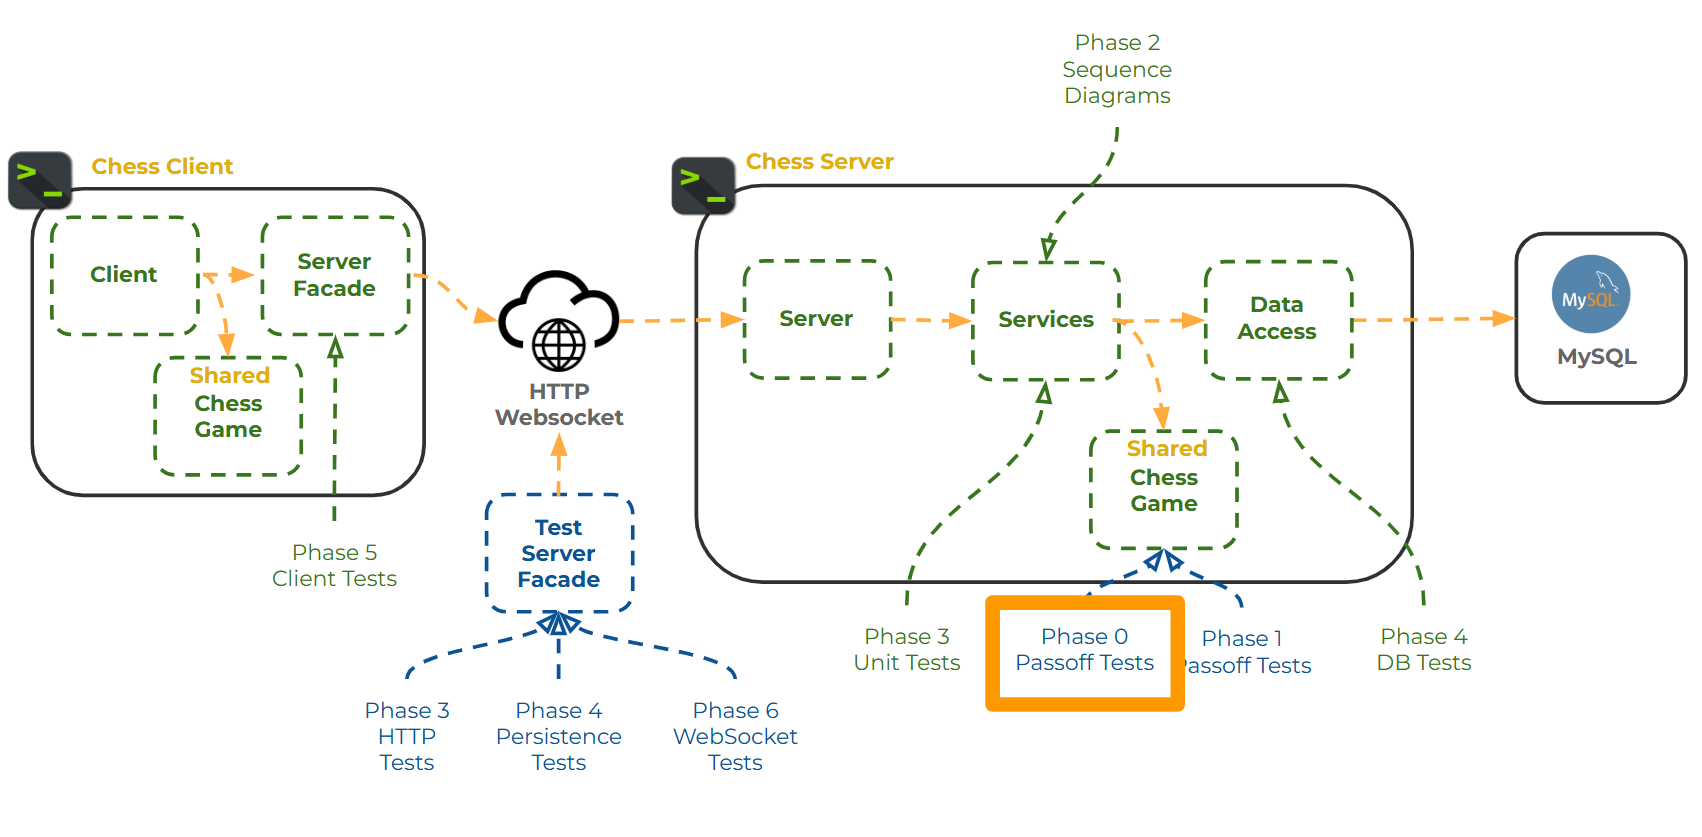 Phase 2
Sequence
Diagrams
Chess Client
Chess Server
Client
Server
Facade
Shared
Chess
Game
HTTP
Websocket
Server
Services
Data
Access
MySQL
MySQL
Shared
Chess
Game
Test
Server
Facade
Phase 5
Client Tests
Phase 3
Unit Tests
Phase 0
Passoff Tests
Phase 1
assoff Tests
Phase 4
DB Tests
Phase 3
HTTP
Tests
Phase 4
Persistence
Tests
Phase 6
WebSocket
Tests